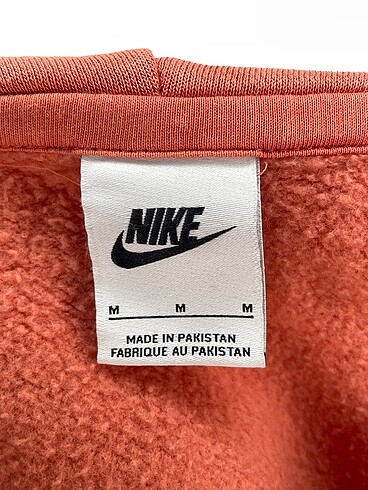 NIKE
M M M
MADE IN PAKISTAN
FABRIQUE AU PAKISTAN